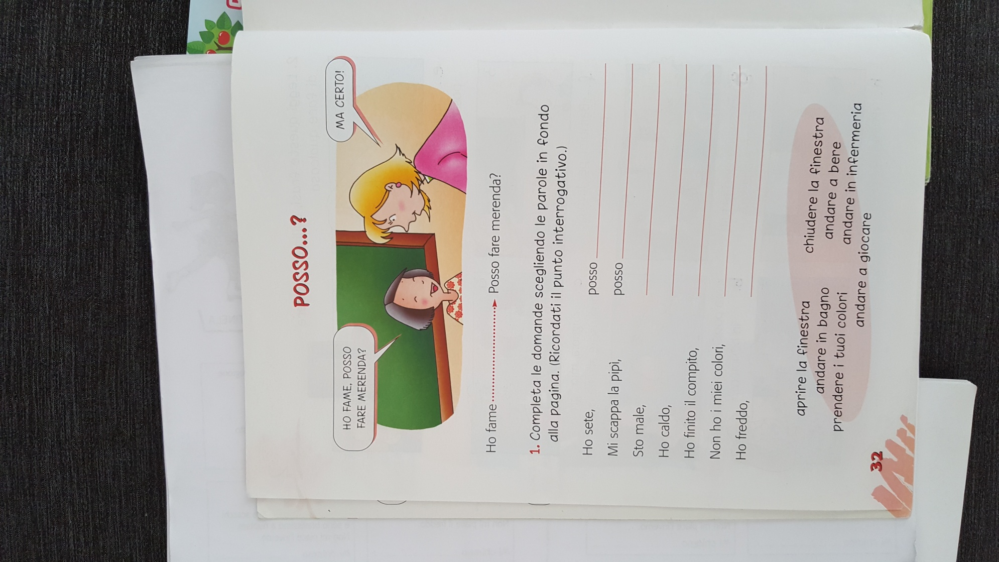 POSSO...?
HO FAME, POSSO
FARE MERENDA?
MA CERTO!
Ho fame Posso fare merenda?
1. Completa le domande scegliendo le parole in fondo
alla pagina. (Ricordati il punto interrogativo.)
Ho sete, posso
Mi scappa la pipì, posso
Sto male,
Ho caldo,
Ho finito il compito,
Non ho i miei colori,
Ho freddo,
aprire la finestra chiudere la finestra
andare in bagno andare a bere
prendere i tuoi colori andare in infermeria
andare a giocare
32